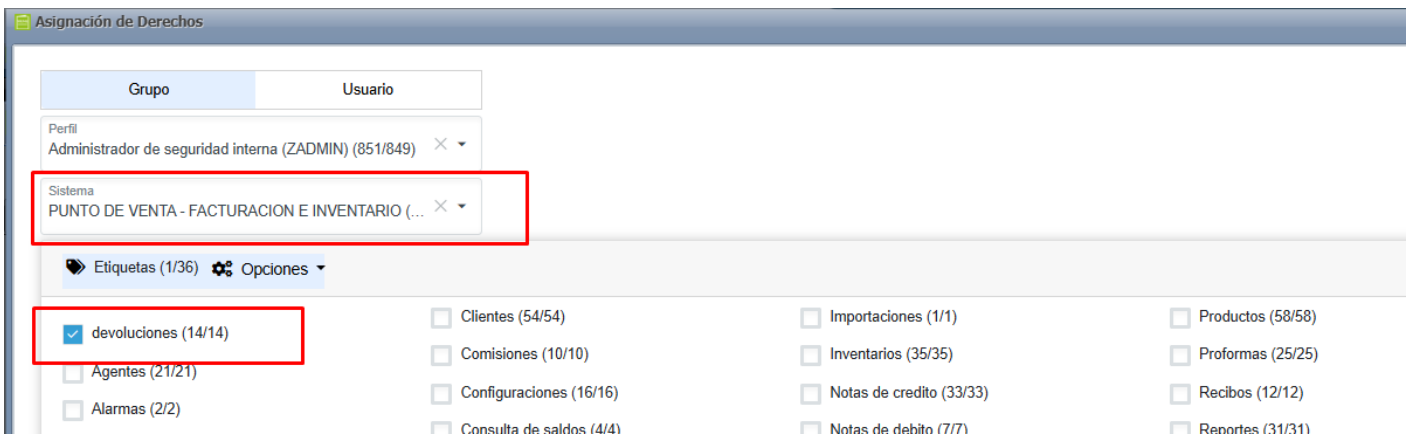 Asignación de Derechos
Grupo
Usuario
Perfil
Administrador de seguridad interna (ZADMIN) (851/849)
Sistema
PUNTO DE VENTA - FACTURACION E INVENTARIO (...
Etiquetas (1/36)
Opciones
devoluciones (14/14)
Agentes (21/21)
Alarmas (2/2)
Clientes (54/54)
Comisiones (10/10)
Configuraciones (16/16)
Consulta de saldos (4/4)
Importaciones (1/1)
Inventarios (35/35)
Notas de credito (33/33)
Notas de debito (7/7)
Productos (58/58)
Proformas (25/25)
Recibos (12/12)
Reportes (31/31)